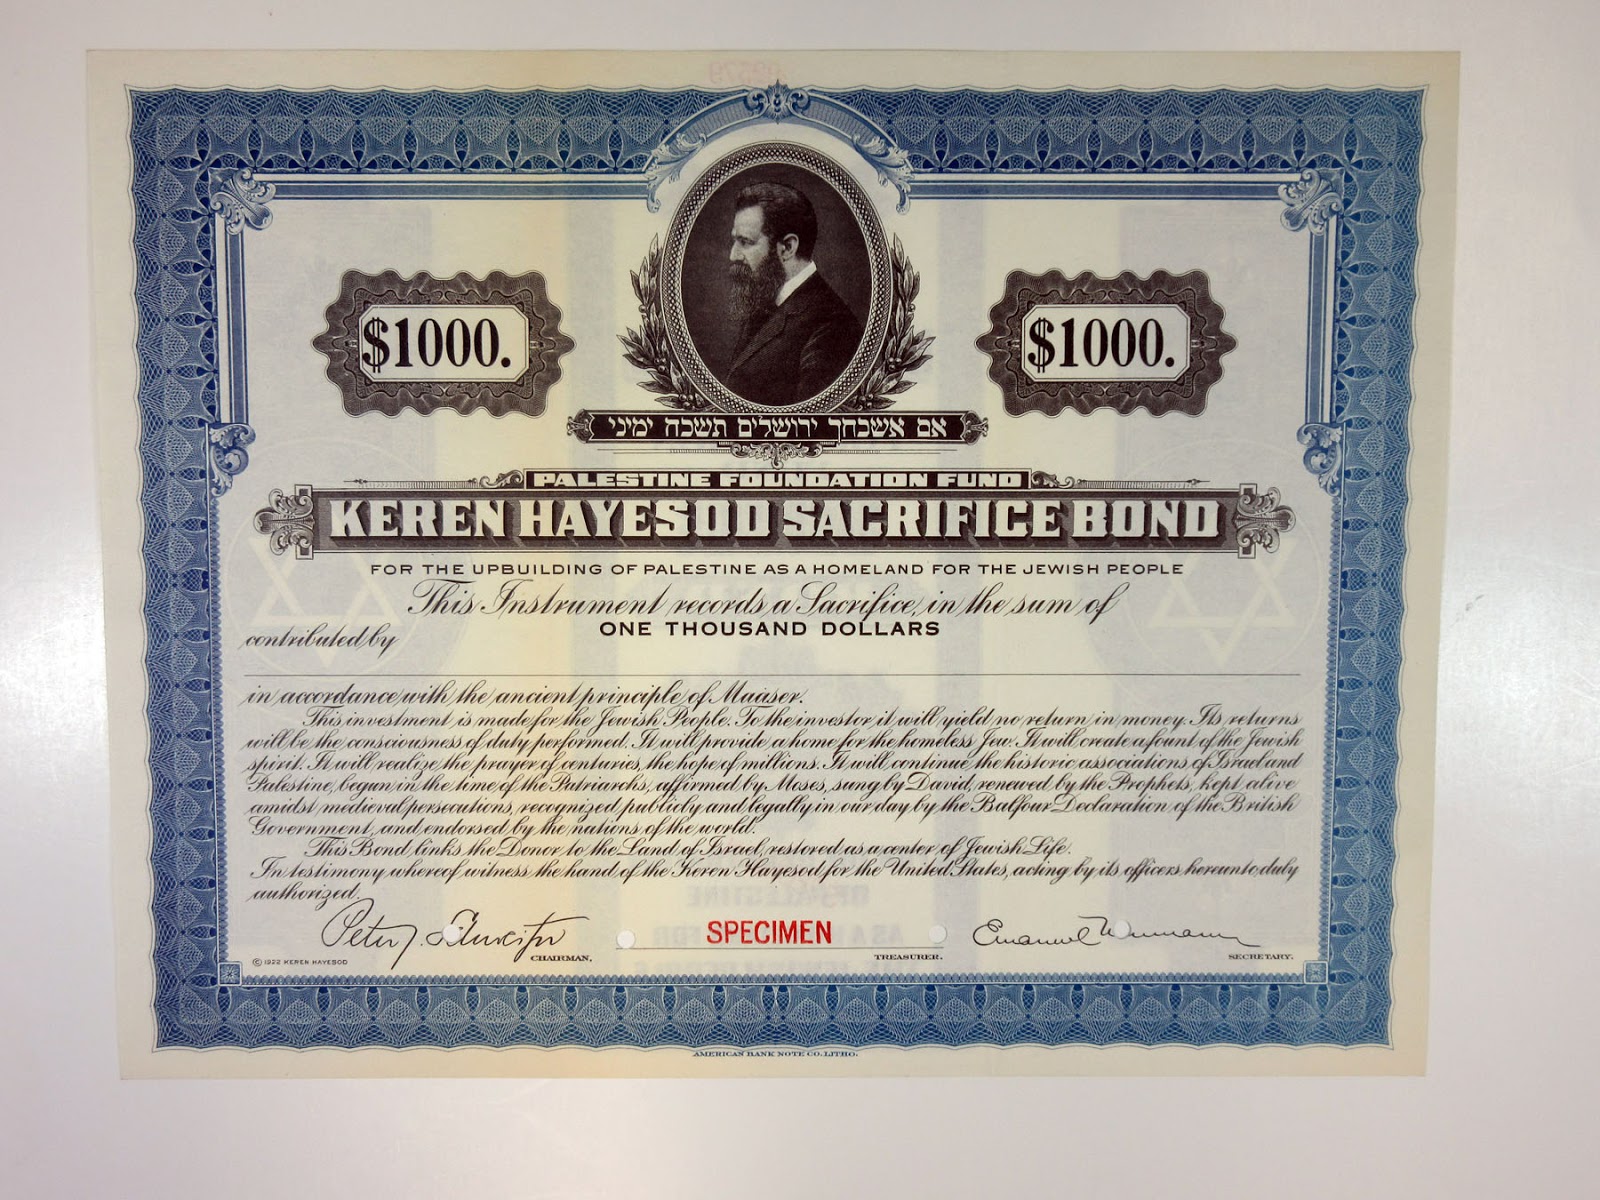 $1000.
$1000.
אם אשכחך ירושלים תשכח ימיני
PALESTINE FOUNDATION FUND
KEREN HAYESOD SACRIFICE BOND
FOR THE UPBUILDING OF PALESTINE AS A HOMELAND FOR THE JEWISH PEOPLE
This Instrument records a Sacrifice, in the sum of
ONE THOUSAND DOLLARS
contributed by
in accordance with the ancient principle of Maaser.
This investment is made for the Jewish People. To the investor it will yield no return in money. Its returns
will be the consciousness of duty performed. It will provide a home for the homeless Jew. It will create a fount of the Jewish
spirit. It will realize the prayer of centuries, the hope of millions. It will continue the historic associations of Israel and
Palestine, begun in the time of the Patriarchs, affirmed by Moses, sung by David, renewed by the Prophets, kept alive
amidst medieval persecutions, recognized publicly and legally in our day by the Balfour Declaration of the British
Government, and endorsed by the nations of the world.
This Bond links the Donor to the Land of Israel, restored as a center of Jewish Life.
In testimony whereof witness the hand of the Keren Hayesod for the United States, acting by its officers hereunto duly
authorized.
Peter J. Schweitzer
SPECIMEN
Emanuel Neumann
CHAIRMAN.
TREASURER.
SECRETARY.
© 1922 KEREN HAYESOD
AMERICAN BANK NOTE CO. LITHO.